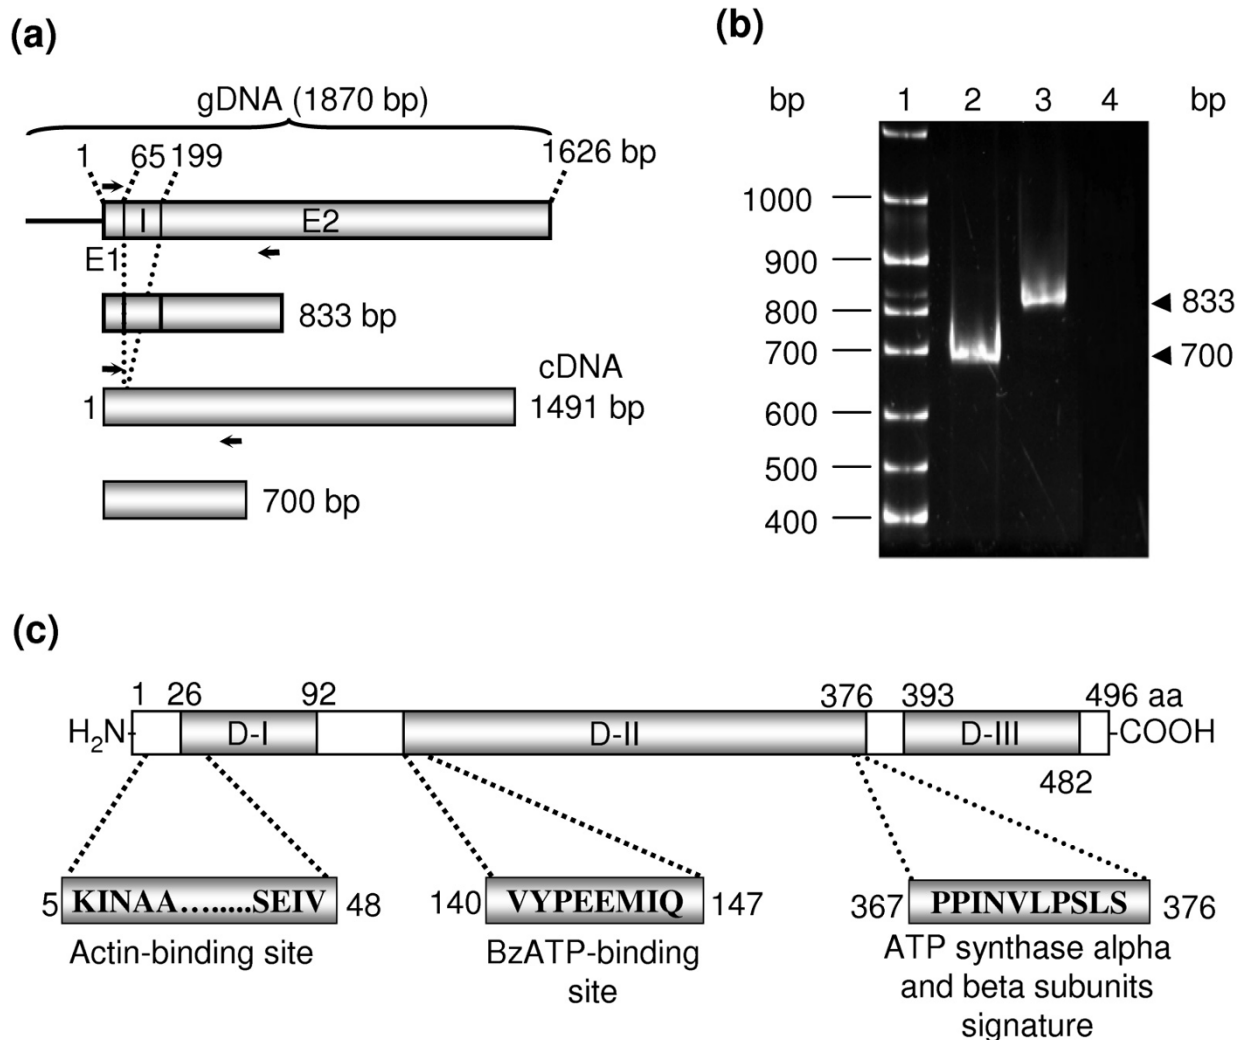 (a)
gDNA (1870 bp)
1 65 199 1626 bp
I E2
E1
833 bp
cDNA
1 1491 bp
700 bp
(b)
bp 1 2 3 4 bp
1000
900
800 833
700 700
600
500
400
(c)
1 26 92 376 393 496 aa
H₂N- D-I D-II D-III -COOH
482
5 KINAA…......SEIV 48 140 VYPEEMIQ 147 367 PPINVLPSLS 376
Actin-binding site
BzATP-binding
site
ATP synthase alpha
and beta subunits
signature